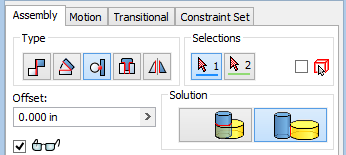 Assembly Motion Transitional Constraint Set
Type Selections
1 2
Offset: Solution
0.000 in >